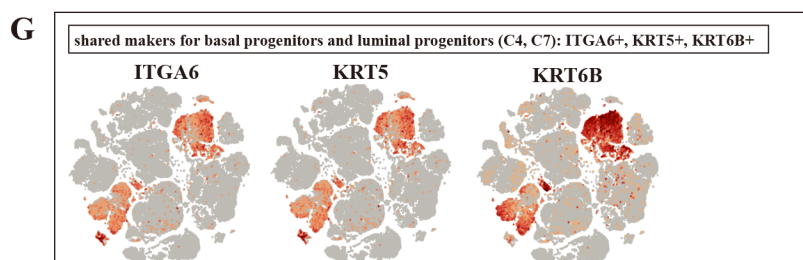 G
shared makers for basal progenitors and luminal progenitors (C4, C7): ITGA6+, KRT5+, KRT6B+
ITGA6 KRT5 KRT6B